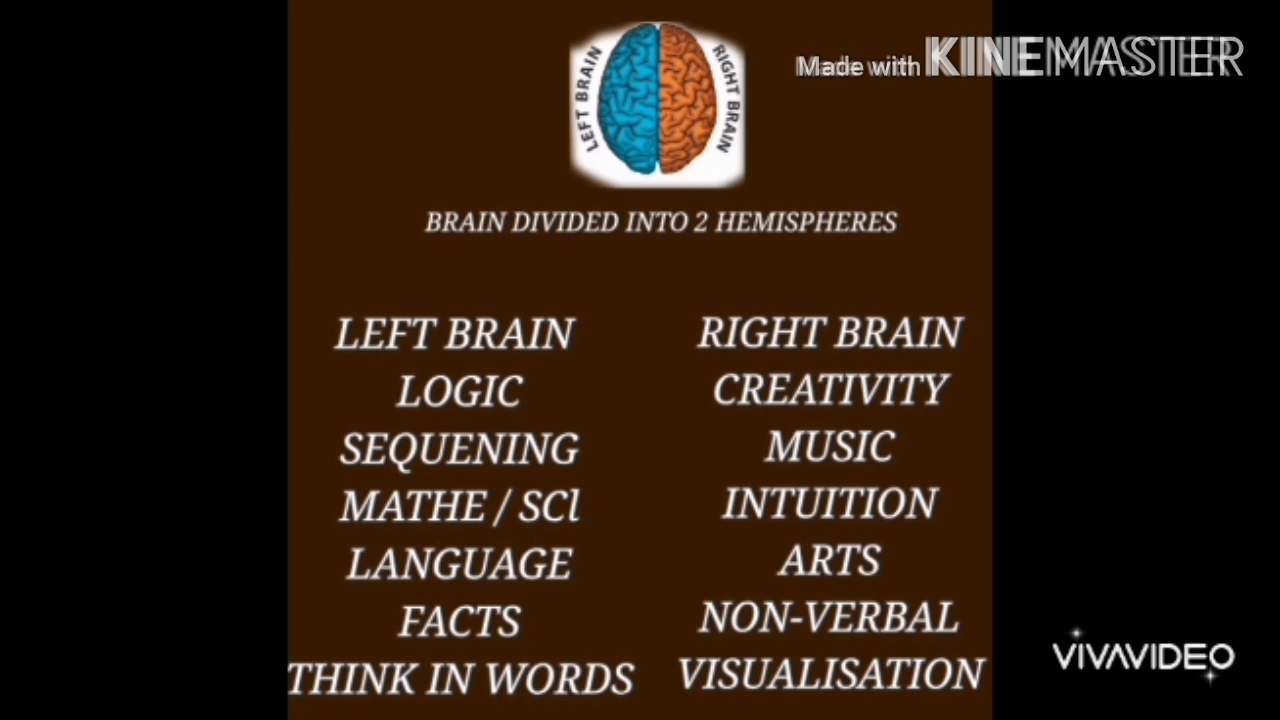 LEFT BRAIN
RIGHT BRAIN
Made with KINEMASTER
BRAIN DIVIDED INTO 2 HEMISPHERES
LEFT BRAIN
LOGIC
SEQUENING
MATHE / SCl
LANGUAGE
FACTS
THINK IN WORDS
RIGHT BRAIN
CREATIVITY
MUSIC
INTUITION
ARTS
NON-VERBAL
VISUALISATION
VIVAVIDEO